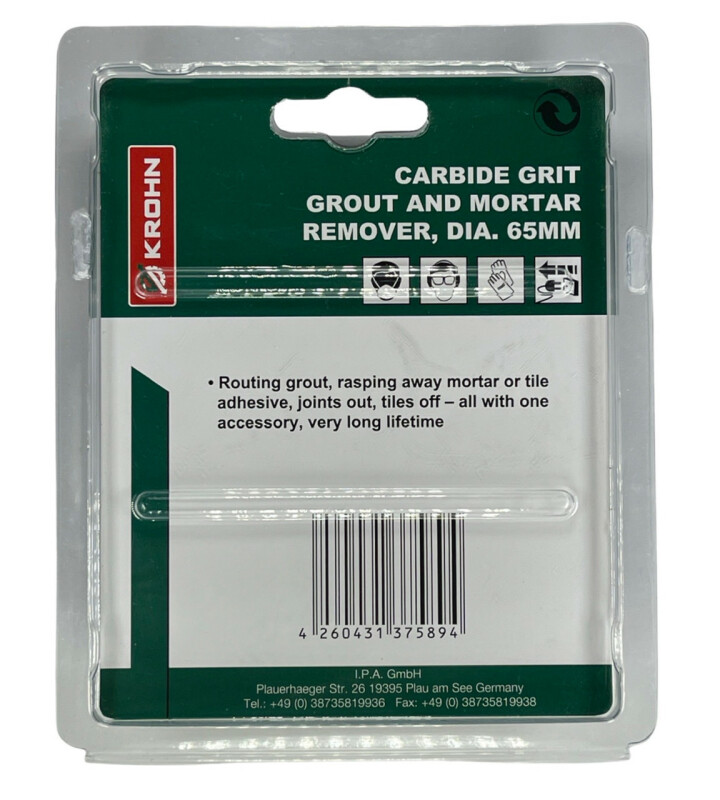 KROHN
CARBIDE GRIT
GROUT AND MORTAR
REMOVER, DIA. 65MM
• Routing grout, rasping away mortar or tile
adhesive, joints out, tiles off – all with one
accessory, very long lifetime
4 260431 375894
I.P.A. GmbH
Plauerhaeger Str. 26 19395 Plau am See Germany
Tel.: +49 (0) 38735819936 Fax: +49 (0) 38735819938